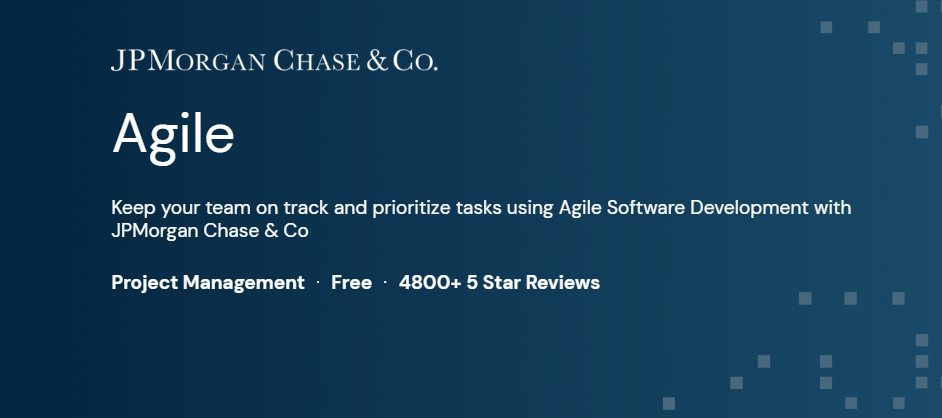 JPMORGAN CHASE & CO.
Agile
Keep your team on track and prioritize tasks using Agile Software Development with
JPMorgan Chase & Co
Project Management · Free · 4800+ 5 Star Reviews